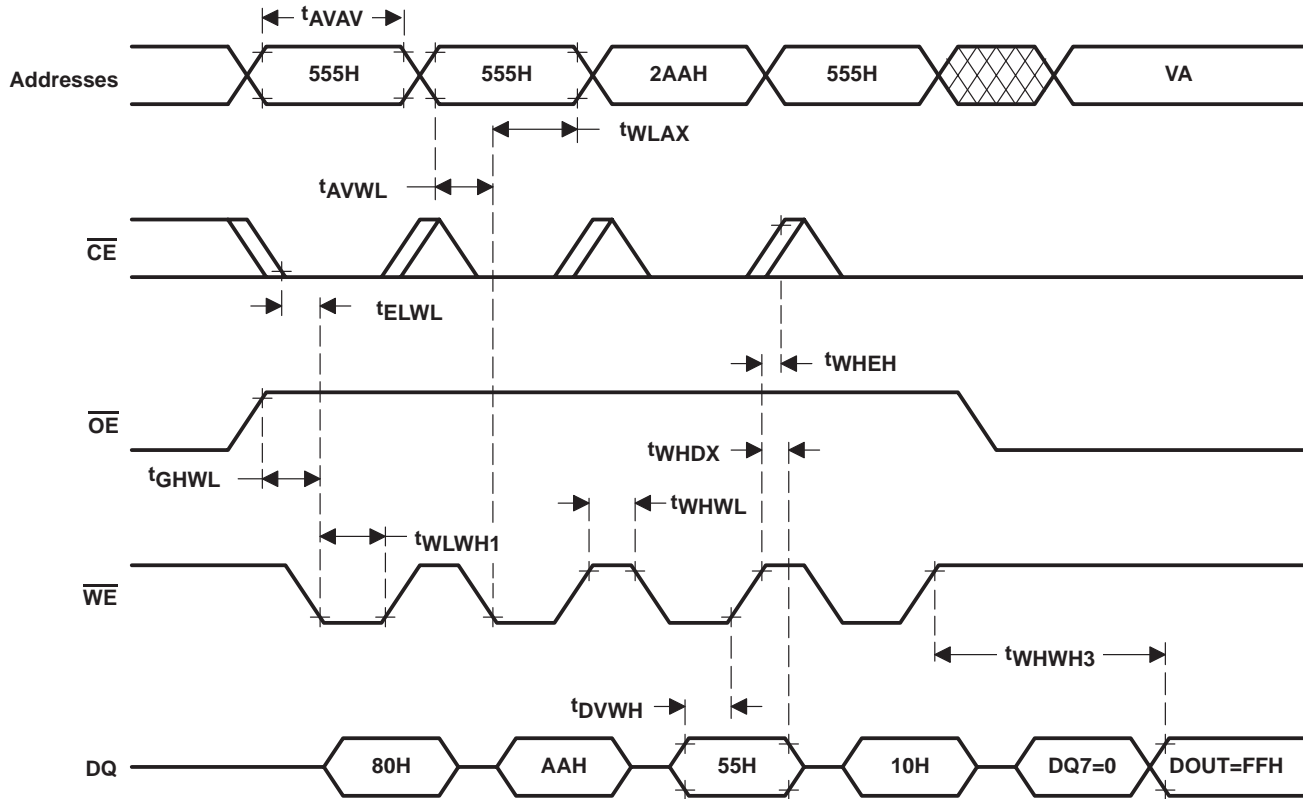 tAVAV
Addresses 555H 555H 2AAH 555H VA
tWLAX
tAVWL
CE
tELWL
tWHEH
OE
tWHDX
tGHWL
tWHWL
tWLWH1
WE
tWHWH3
tDVWH
DQ 80H AAH 55H 10H DQ7=0 DOUT=FFH